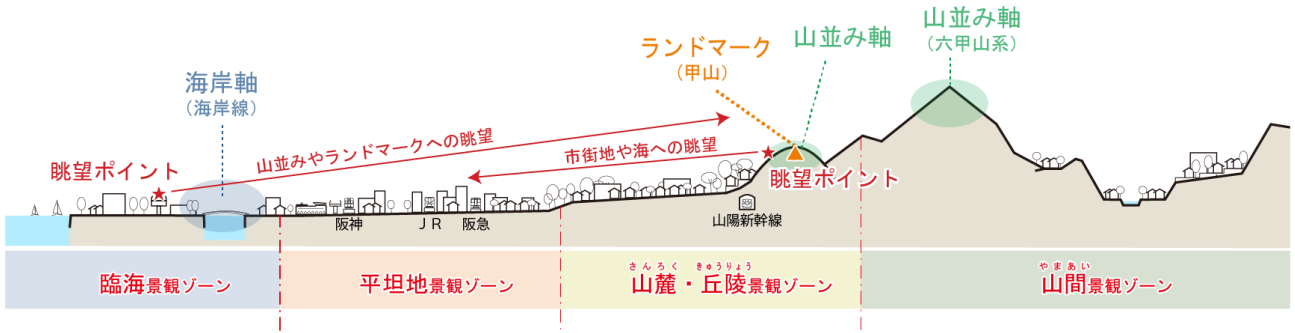 山並み軸
（六甲山系）
山並み軸
ランドマーク
（甲山）
海岸軸
（海岸線）
山並みやランドマークへの眺望
市街地や海への眺望
眺望ポイント
眺望ポイント
阪神
ＪＲ
阪急
山陽新幹線
臨海景観ゾーン
平坦地景観ゾーン
さんろく きゅうりょう
山麓・丘陵景観ゾーン
やまあい
山間景観ゾーン